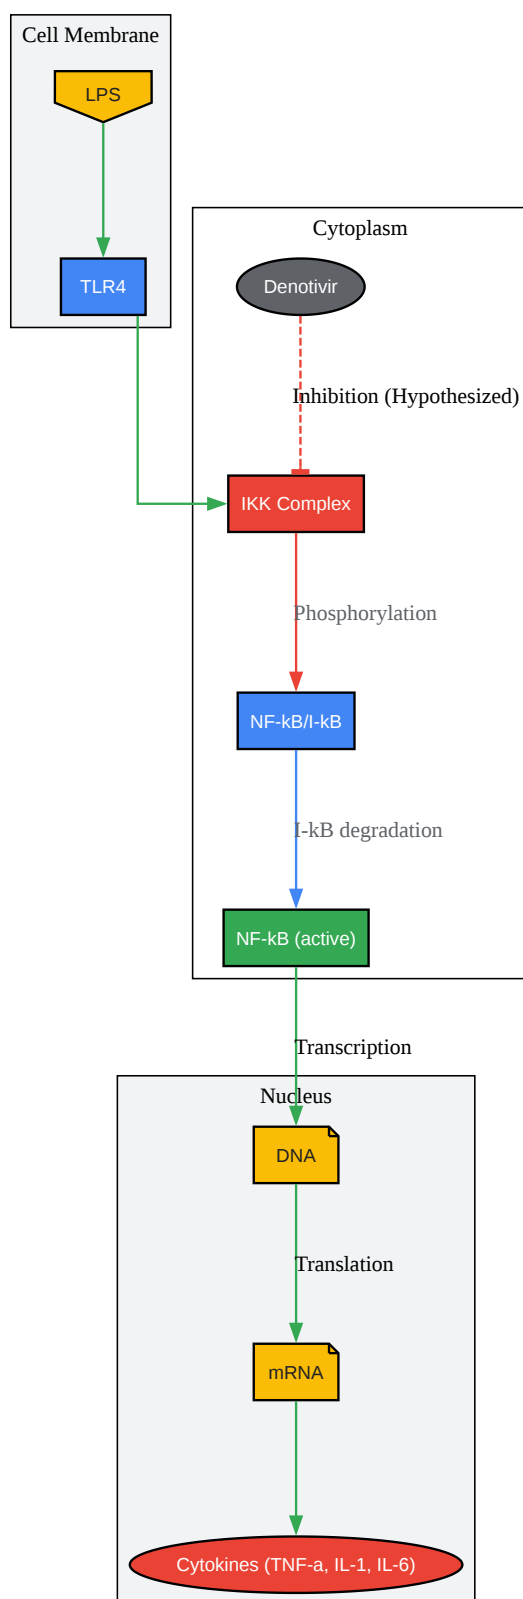 Cell Membrane
LPS
TLR4
Cytoplasm
Denotivir
Inhibition (Hypothesized)
IKK Complex
Phosphorylation
NF-kB/I-kB
I-kB degradation
NF-kB (active)
Transcription
Nucleus
DNA
Translation
mRNA
Cytokines (TNF-a, IL-1, IL-6)